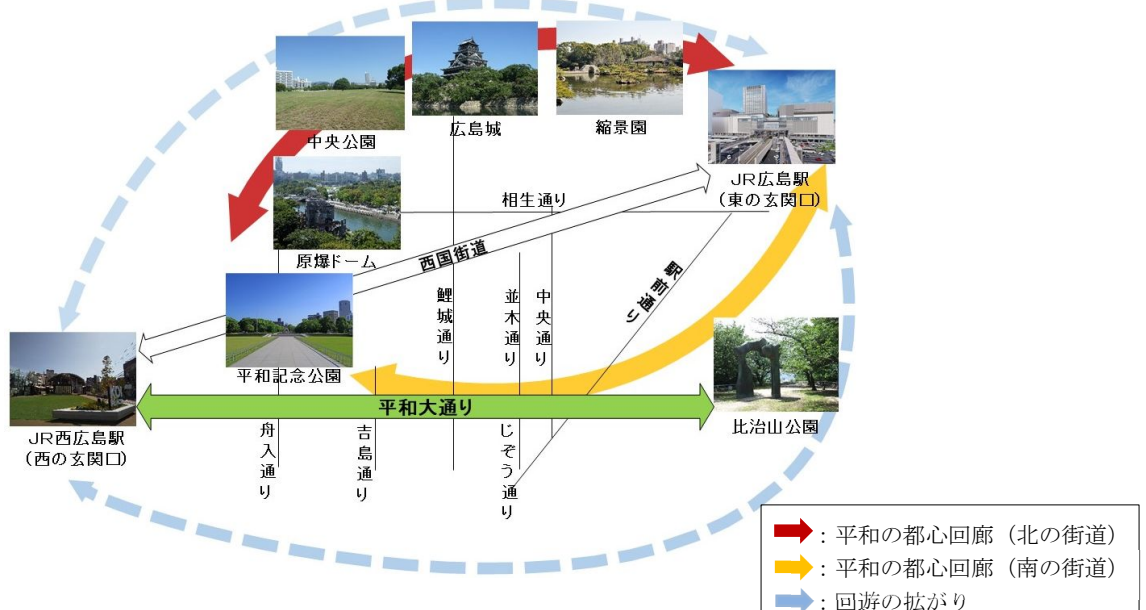 中央公園
広島城
縮景園
JR広島駅
(東の玄関口)
相生通り
原爆ドーム
西国街道
駅前通り
鯉城通り
並木通り
中央通り
平和記念公園
平和大通り
JR西広島駅
(西の玄関口)
比治山公園
舟入通り
吉島通り
じぞう通り
:平和の都心回廊(北の街道)
:平和の都心回廊(南の街道)
:回遊の拡がり